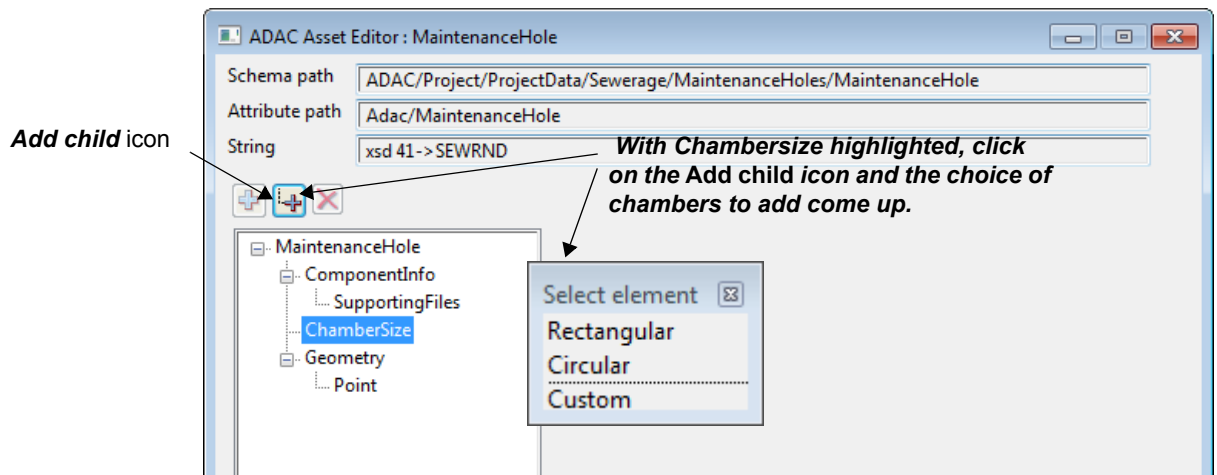 ADAC Asset Editor : MaintenanceHole
Schema path ADAC/Project/ProjectData/Sewerage/MaintenanceHoles/MaintenanceHole
Attribute path Adac/MaintenanceHole
String xsd 41->SEWRND
Add child icon
With Chambersize highlighted, click
on the Add child icon and the choice of
chambers to add come up.
MaintenanceHole
ComponentInfo
SupportingFiles
ChamberSize
Geometry
Point
Select element
Rectangular
Circular
Custom